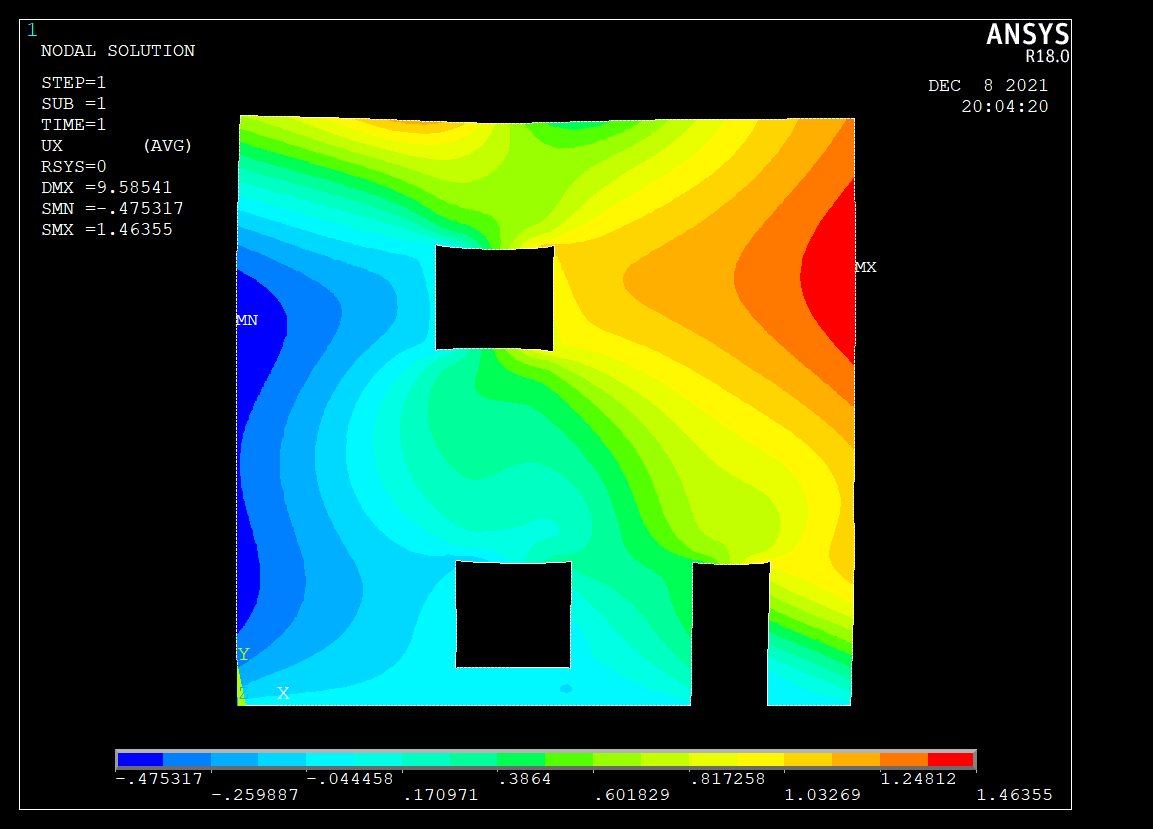 1
ANSYS
R18.0
NODAL SOLUTION
DEC  8 2021
20:04:20
STEP=1
SUB =1
TIME=1
UX       (AVG)
RSYS=0
DMX =9.58541
SMN =-.475317
SMX =1.46355
MX
MN
Y
Z X
-.475317 -.044458 .3864 .817258 1.24812
-.259887 .170971 .601829 1.03269 1.46355